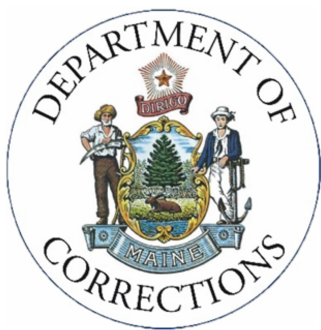 DEPARTMENT OF
DIRIGO
MAINE
CORRECTIONS